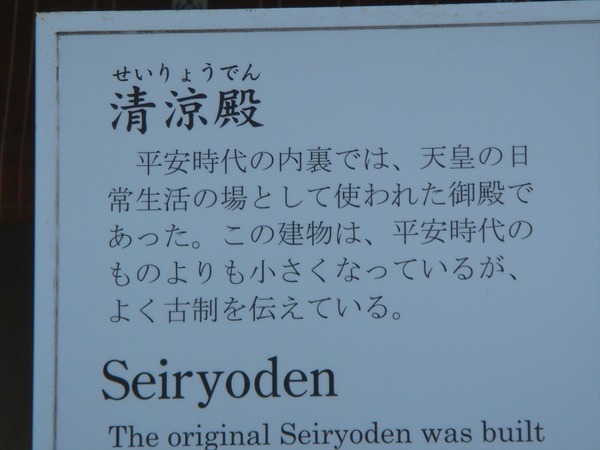 せいりょうでん
清涼殿
平安時代の内裏では、天皇の日
常生活の場として使われた御殿で
あった。この建物は、平安時代の
ものよりも小さくなっているが、
よく古制を伝えている。
Seiryoden
The original Seiryoden was built